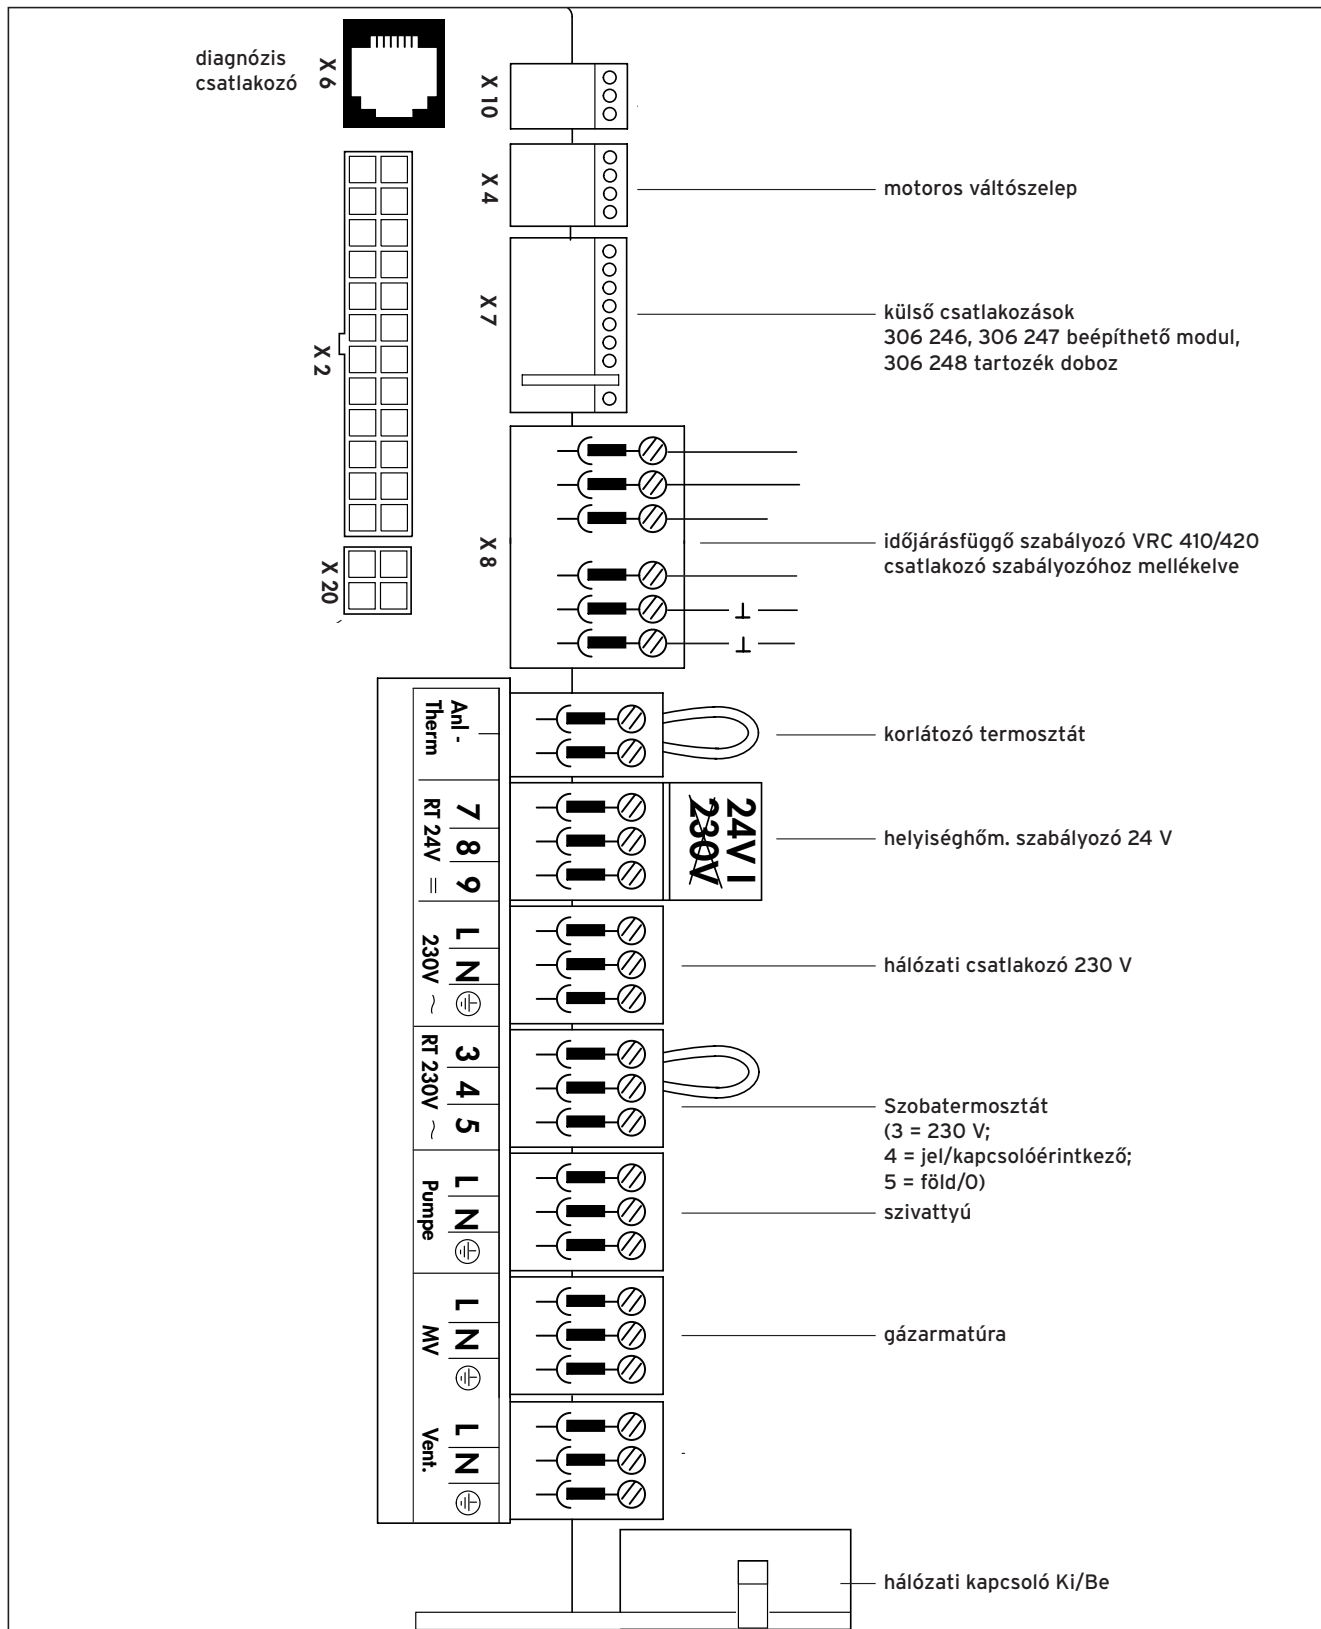 diagnózis
csatlakozó
X 6
X 10
X 4
motoros váltószelep
X 7
külső csatlakozások
306 246, 306 247 beépíthető modul,
306 248 tartozék doboz
X 2
X 8
időjárásfüggő szabályozó VRC 410/420
csatlakozó szabályozóhoz mellékelve
X 20
⊥
⊥
Anl -
Therm
korlátozó termosztát
7 8 9
RT 24V =
24V I
230V
helyiséghőm. szabályozó 24 V
L N ⏚
230V ~
hálózati csatlakozó 230 V
3 4 5
RT 230V ~
Szobatermosztát
(3 = 230 V;
4 = jel/kapcsolóérintkező;
5 = föld/0)
L N ⏚
Pumpe
szivattyú
L N ⏚
MV
gázarmatúra
L N ⏚
Vent.
hálózati kapcsoló Ki/Be